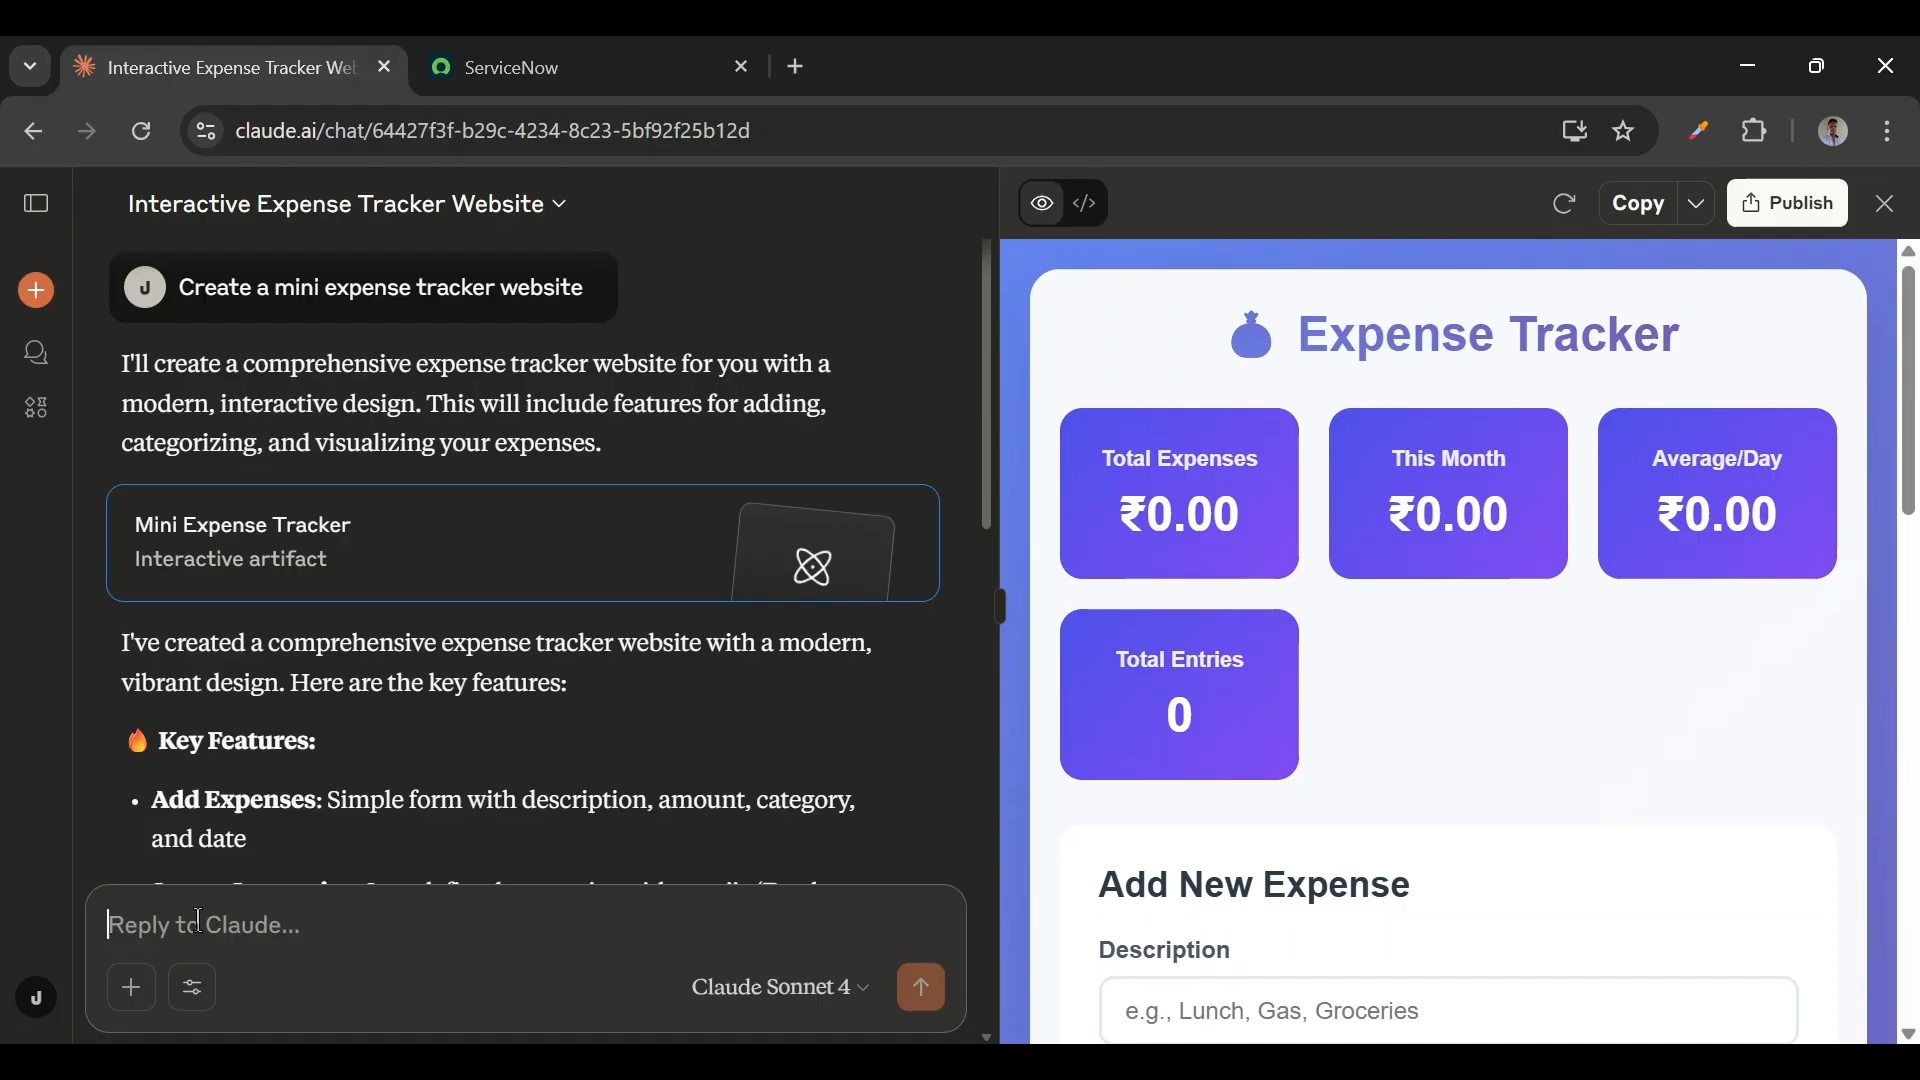 Interactive Expense Tracker Wel
ServiceNow
claude.ai/chat/64427f3f-b29c-4234-8c23-5bf92f25b12d
Interactive Expense Tracker Website
J Create a mini expense tracker website
I'll create a comprehensive expense tracker website for you with a
modern, interactive design. This will include features for adding,
categorizing, and visualizing your expenses.
Mini Expense Tracker
Interactive artifact
I've created a comprehensive expense tracker website with a modern,
vibrant design. Here are the key features:
🔥 Key Features:
• Add Expenses: Simple form with description, amount, category,
and date
Reply to Claude...
Claude Sonnet 4
J
Copy
Publish
Expense Tracker
Total Expenses
₹0.00
This Month
₹0.00
Average/Day
₹0.00
Total Entries
0
Add New Expense
Description
e.g., Lunch, Gas, Groceries